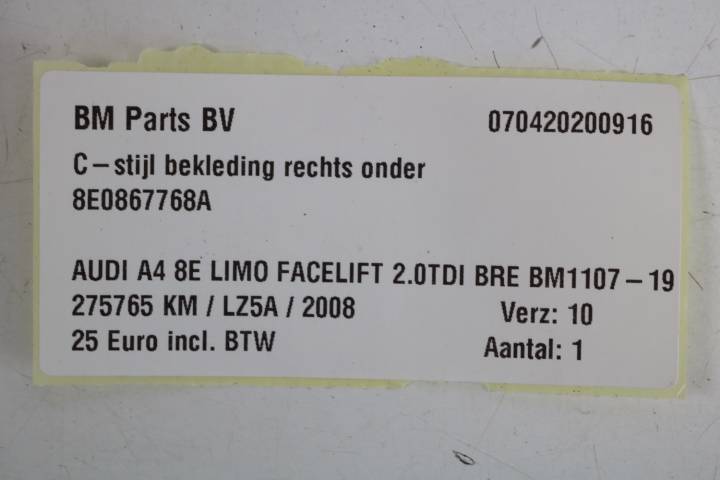 BM Parts BV 070420200916
C-stijl bekleding rechts onder
8E0867768A
AUDI A4 8E LIMO FACELIFT 2.0TDI BRE BM1107-19
275765 KM / LZ5A / 2008 Verz: 10
25 Euro incl. BTW Aantal: 1